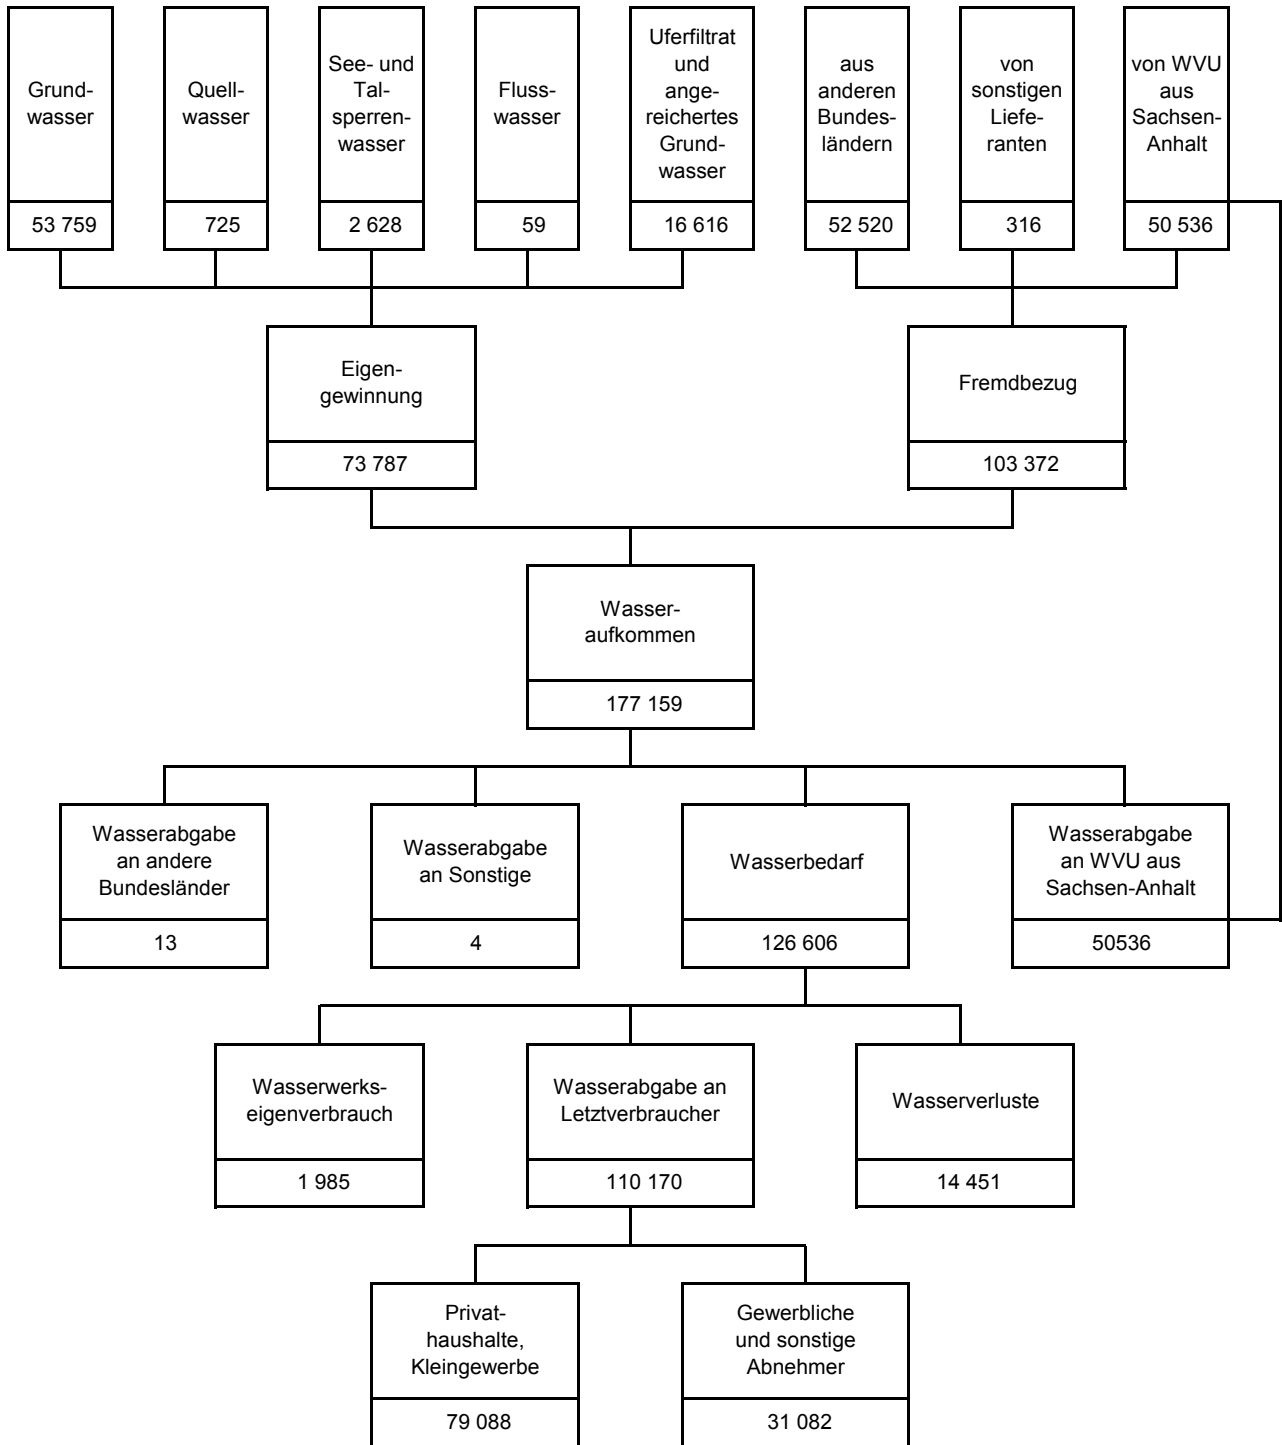 Grund-
wasser
53 759
Quell-
wasser
725
See- und
Tal-
sperren-
wasser
2 628
Fluss-
wasser
59
Uferfiltrat
und
ange-
reichertes
Grund-
wasser
16 616
aus
anderen
Bundes-
ländern
52 520
von
sonstigen
Liefe-
ranten
316
von WVU
aus
Sachsen-
Anhalt
50 536
Eigen-
gewinnung
73 787
Fremdbezug
103 372
Wasser-
aufkommen
177 159
Wasserabgabe
an andere
Bundesländer
13
Wasserabgabe
an Sonstige
4
Wasserbedarf
126 606
Wasserabgabe
an WVU aus
Sachsen-Anhalt
50536
Wasserwerks-
eigenverbrauch
1 985
Wasserabgabe an
Letztverbraucher
110 170
Wasserverluste
14 451
Privat-
haushalte,
Kleingewerbe
79 088
Gewerbliche
und sonstige
Abnehmer
31 082